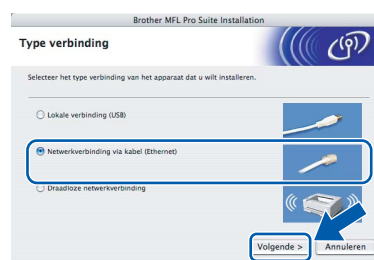 Brother MFL Pro Suite Installation
Type verbinding
Selecteer het type verbinding van het apparaat dat u wilt installeren.
Lokale verbinding (USB)
Netwerkverbinding via kabel (Ethernet)
Draadloze netwerkverbinding
Volgende > Annuleren